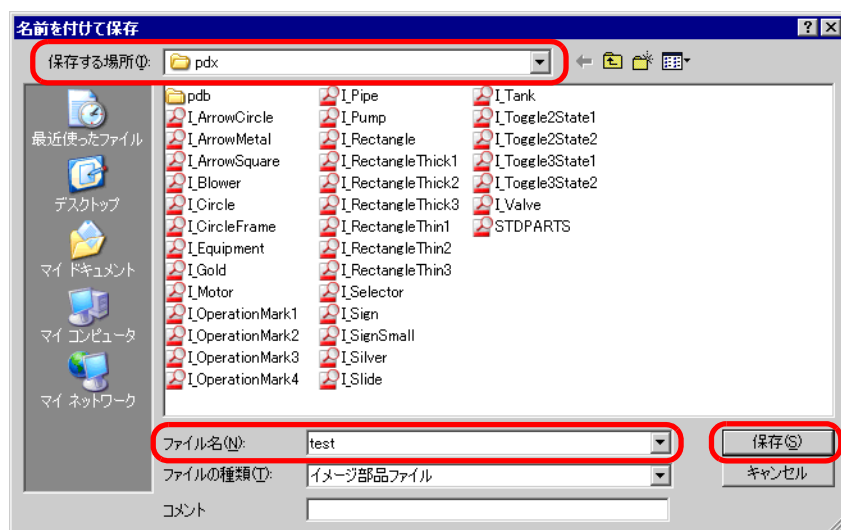 名前を付けて保存
保存する場所(I):
pdx
最近使ったファイル
デスクトップ
マイ ドキュメント
マイ コンピュータ
マイ ネットワーク
pdb
I_ArrowCircle
I_ArrowMetal
I_ArrowSquare
I_Blower
I_Circle
I_CircleFrame
I_Equipment
I_Gold
I_Motor
I_OperationMark1
I_OperationMark2
I_OperationMark3
I_OperationMark4
I_Pipe
I_Pump
I_Rectangle
I_RectangleThick1
I_RectangleThick2
I_RectangleThick3
I_RectangleThin1
I_RectangleThin2
I_RectangleThin3
I_Selector
I_Sign
I_SignSmall
I_Silver
I_Slide
I_Tank
I_Toggle2State1
I_Toggle2State2
I_Toggle3State1
I_Toggle3State2
I_Valve
STDPARTS
ファイル名(N): test 保存(S)
ファイルの種類(T): イメージ部品ファイル キャンセル
コメント